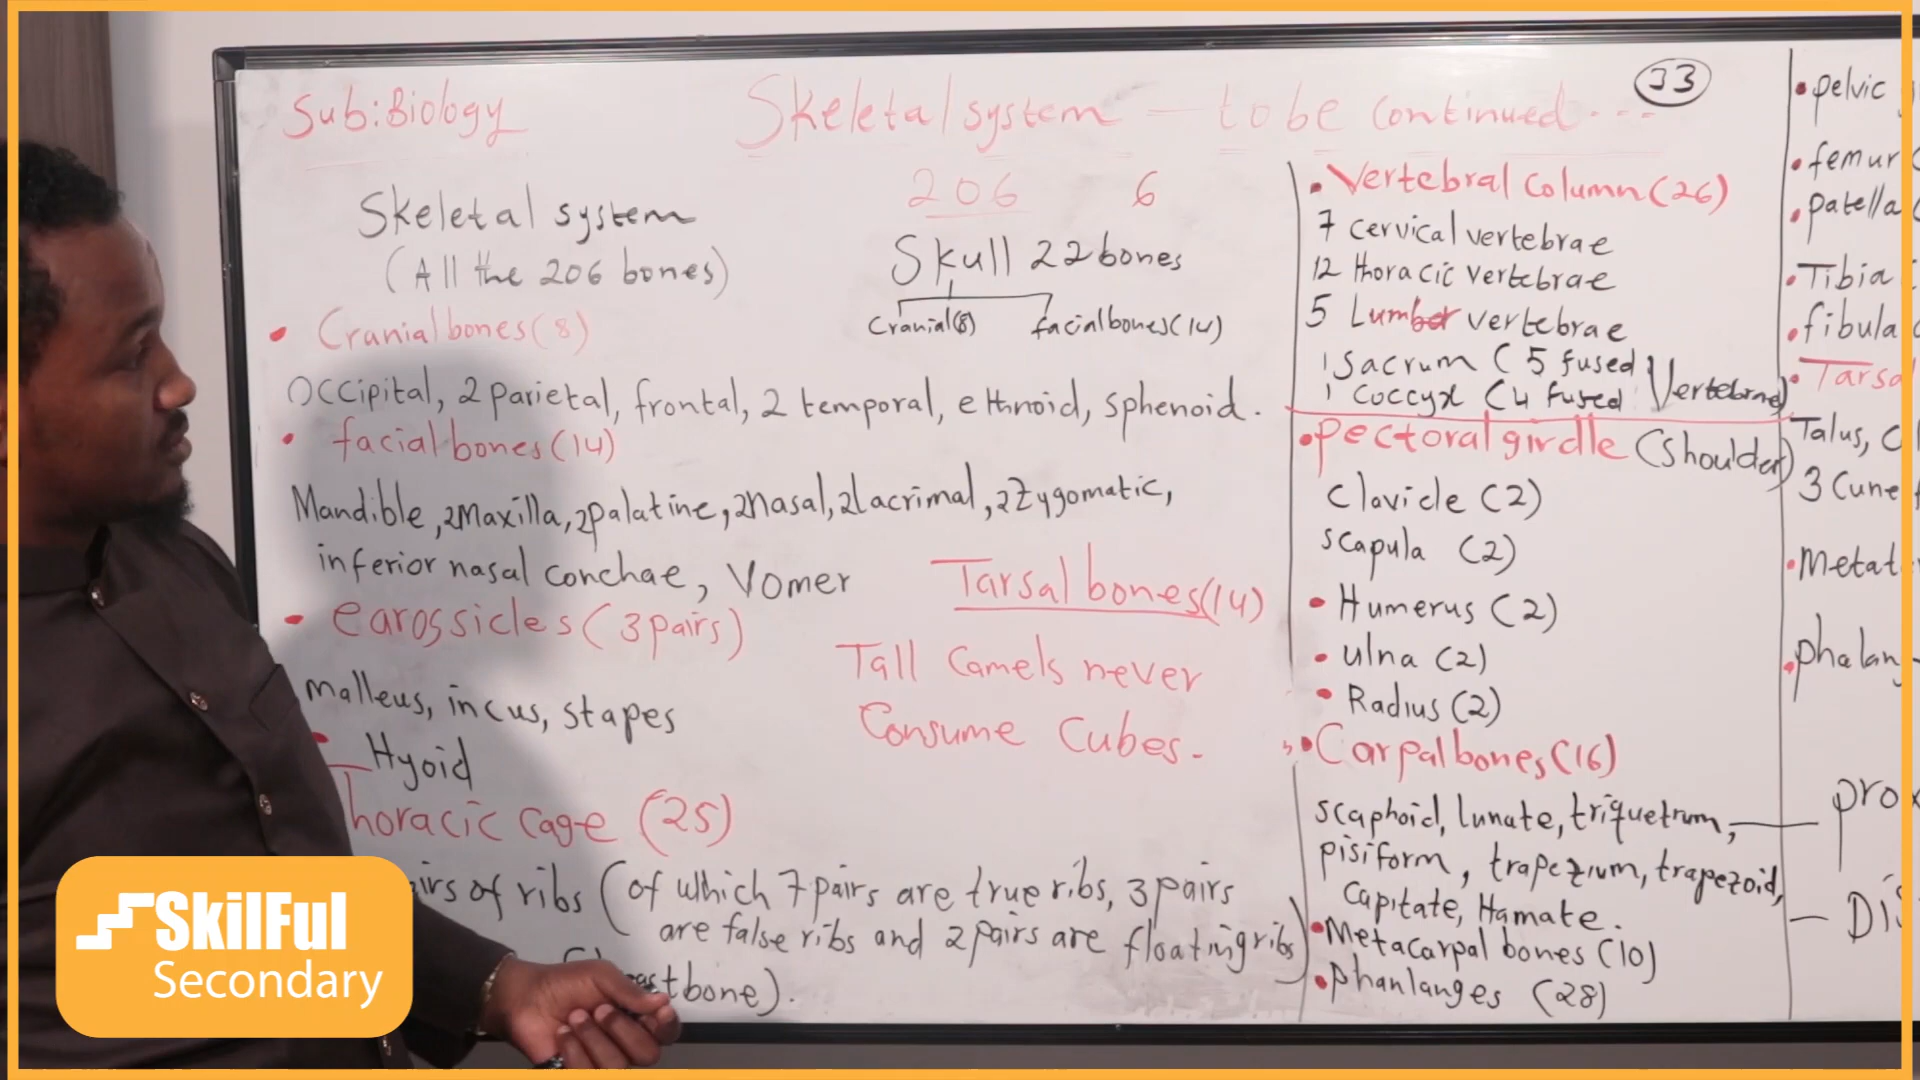 Sub:Biology
Skeletal system - to be continued...
33
Skeletal system
(All the 206 bones)
206
6
Skull 22 bones
Cranial(8)
facial bones(14)
• Cranial bones(8)
Occipital, 2 parietal, frontal, 2 temporal, ethnoid, sphenoid.
• facial bones(14)
Mandible, 2Maxilla, 2palatine, 2nasal, 2lacrimal, 2Zygomatic,
inferior nasal conchae, Vomer
• ear ossicles (3 pairs)
malleus, incus, stapes
• Hyoid
Thoracic cage (25)
airs of ribs (of which 7 pairs are true ribs, 3 pairs
are false ribs and 2 pairs are floating ribs)
bone).
Tarsal bones(14)
Tall Camels never
Consume Cubes.
• Vertebral column(26)
7 cervical vertebrae
12 thoracic vertebrae
5 Lumbar vertebrae
1 Sacrum (5 fused
1 coccyx (4 fused Vertebrae)
• pectoral girdle (shoulder)
Clavicle (2)
scapula (2)
• Humerus (2)
• ulna (2)
• Radius (2)
• Carpal bones(16)
scaphoid, lunate, triquetrum,
pisiform, trapezium, trapezoid,
Capitate, Hamate.
• Metacarpal bones (10)
• phanlanges (28)
• pelvic
• femur
• patella
• Tibia
• fibula
• Tarsa
Talus, C
3 Cune
• Metat
• phalan
pro
Dis
SkilFul
Secondary